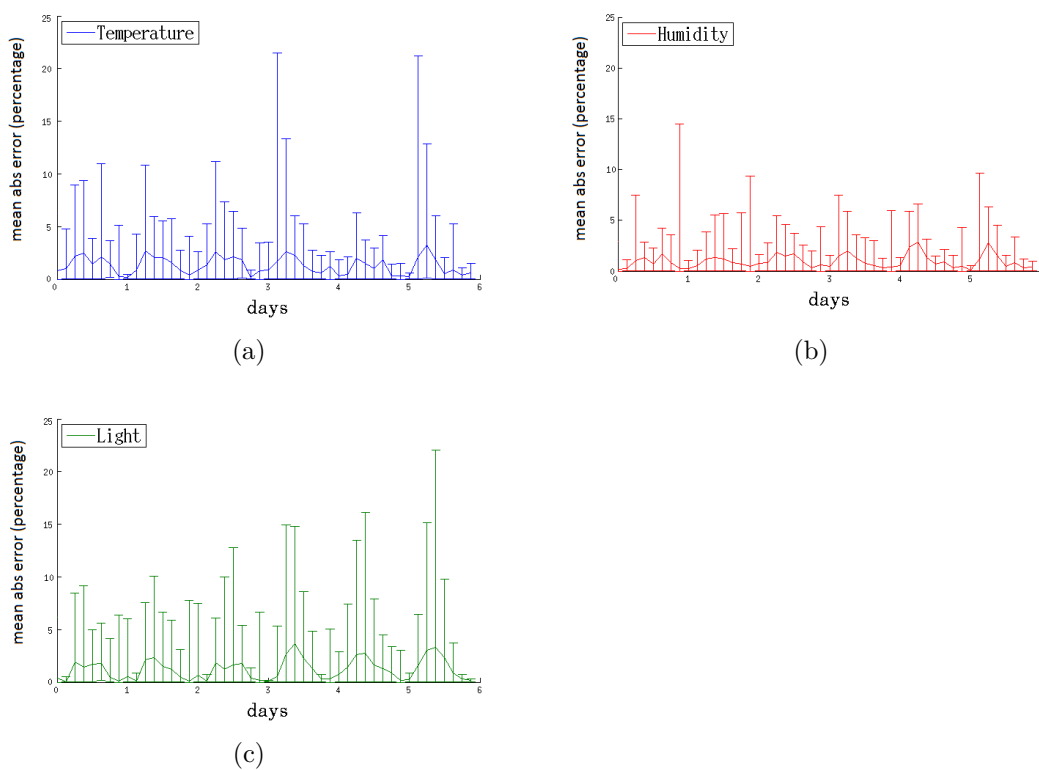 Temperature
mean abs error (percentage)
25
20
15
10
5
0
0 1 2 3 4 5 6
days
(a)
Humidity
mean abs error (percentage)
25
20
15
10
5
0
0 1 2 3 4 5
days
(b)
Light
mean abs error (percentage)
25
20
15
10
5
0
0 1 2 3 4 5 6
days
(c)